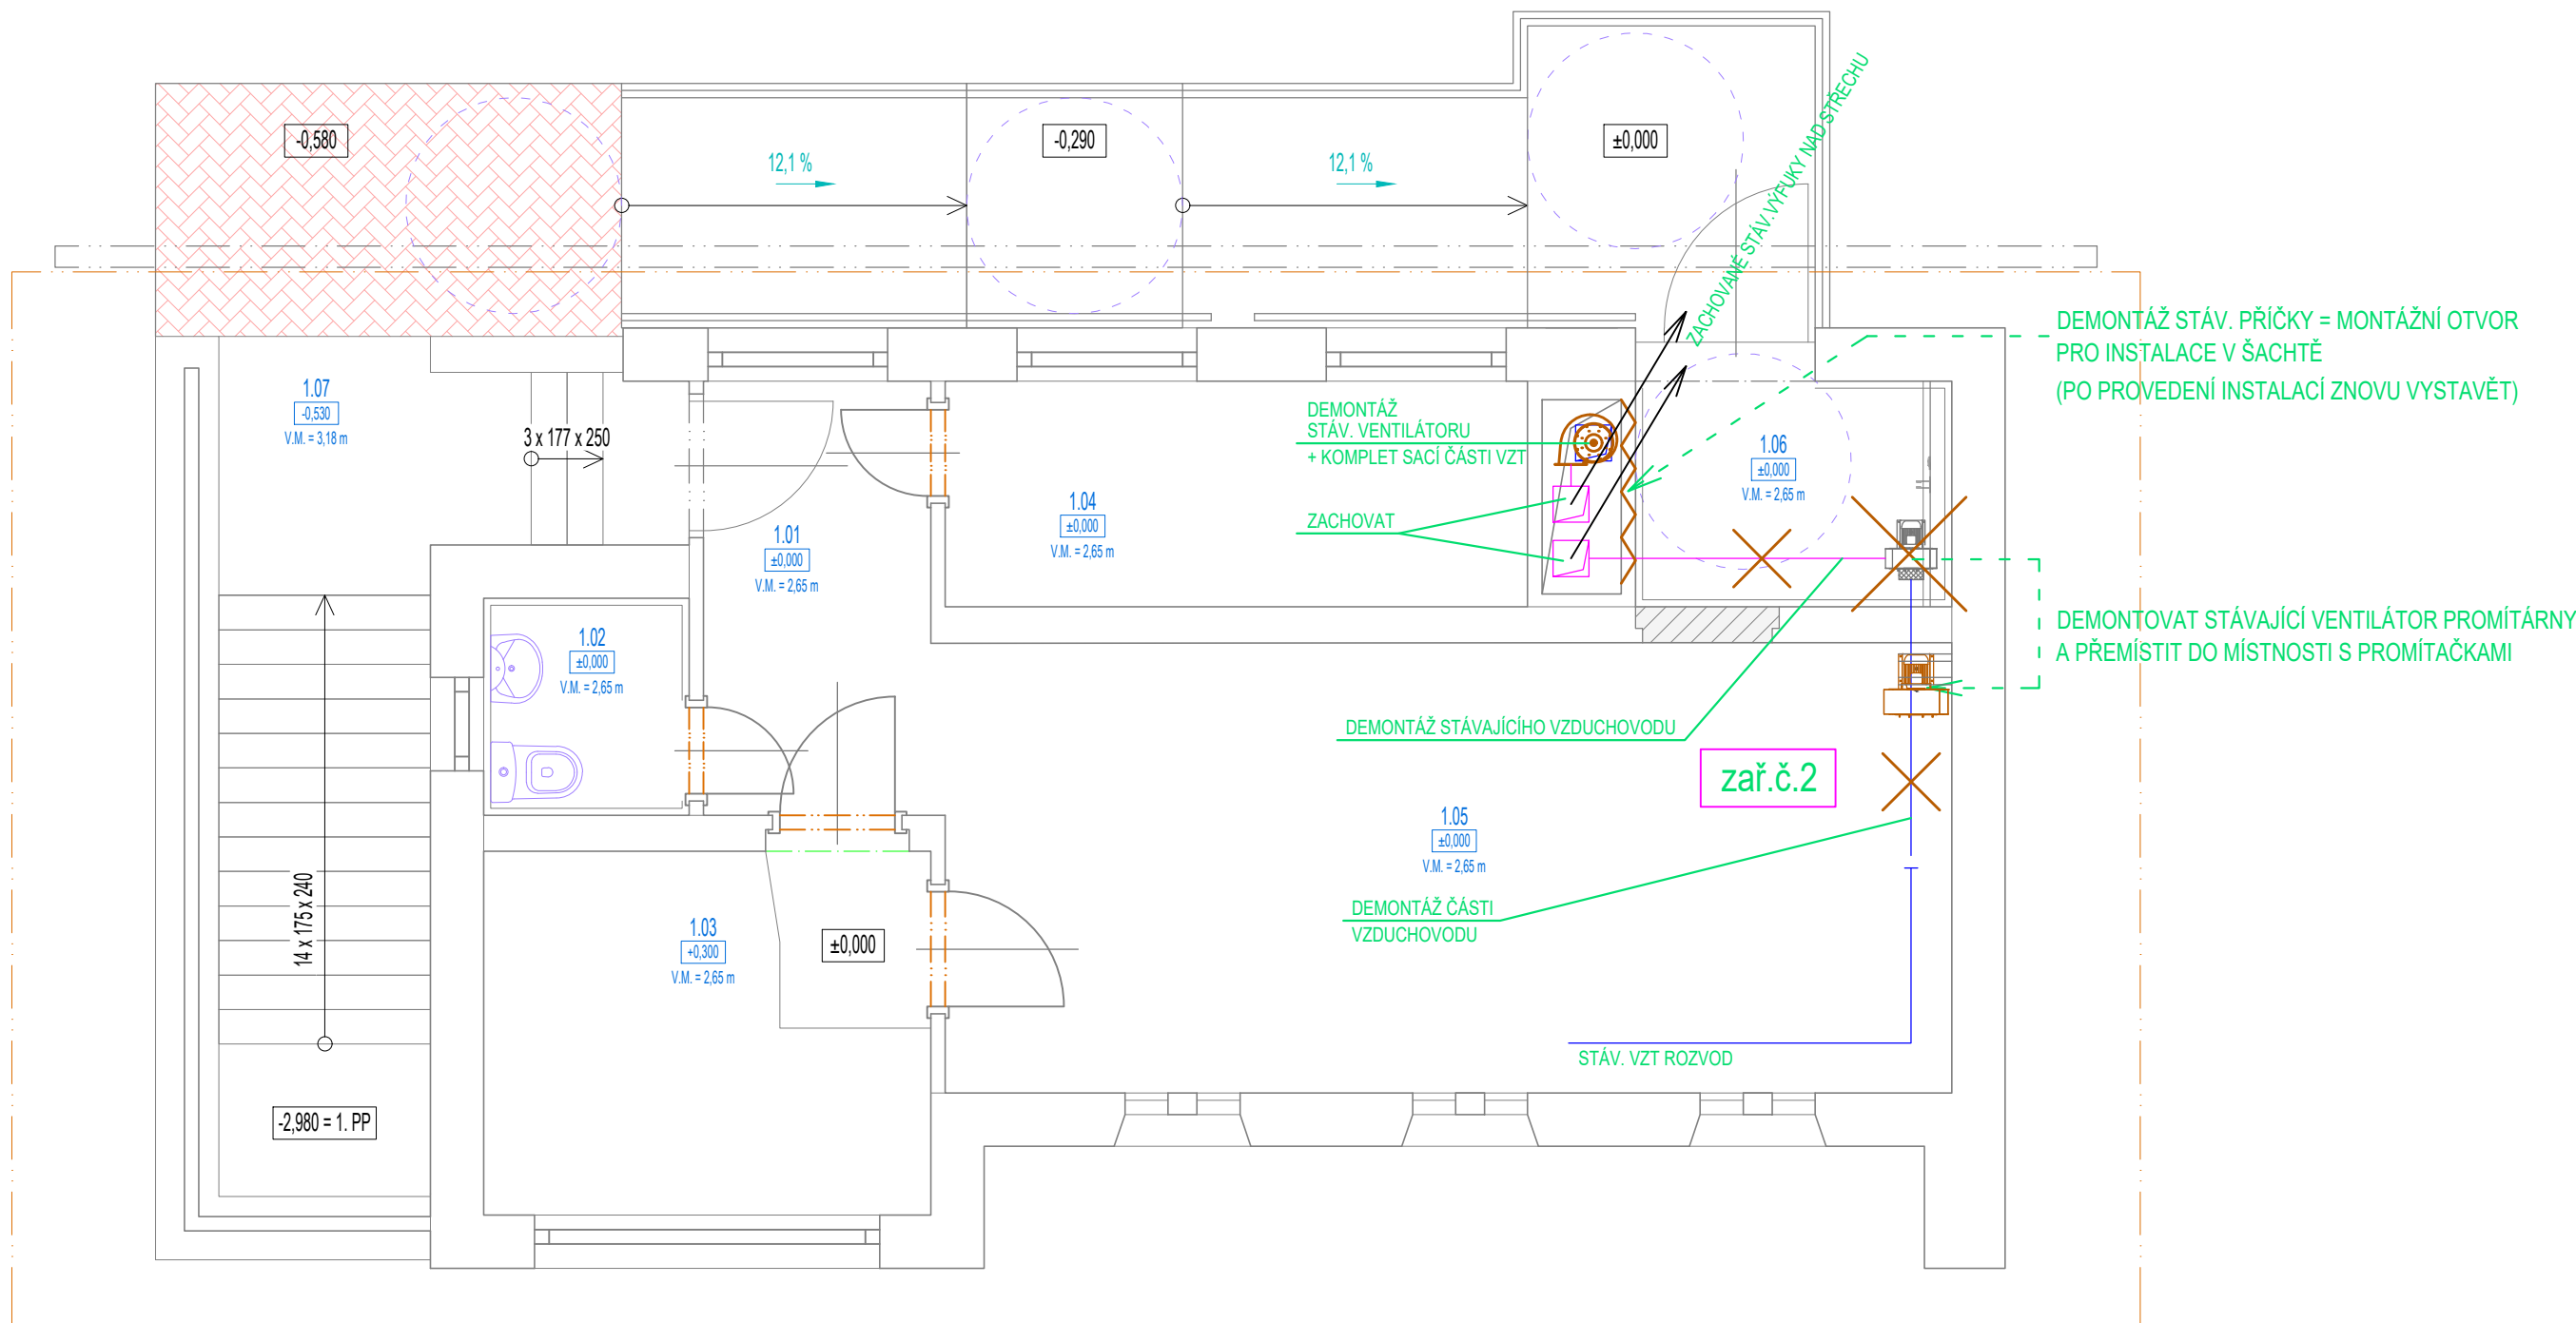 -0,580
12,1 %
-0,290
12,1 %
±0,000
ZACHOVANÉ STÁV.VÝFUKY NAD STŘECHU
DEMONTÁŽ STÁV. PŘÍČKY = MONTÁŽNÍ OTVOR
PRO INSTALACE V ŠACHTĚ
(PO PROVEDENÍ INSTALACÍ ZNOVU VYSTAVĚT)
1.07
-0,530
V.M. = 3,18 m
3 x 177 x 250
DEMONTÁŽ
STÁV. VENTILÁTORU
+ KOMPLET SACÍ ČÁSTI VZT
ZACHOVAT
1.06
±0,000
V.M. = 2,65 m
1.04
±0,000
V.M. = 2,65 m
1.01
±0,000
V.M. = 2,65 m
1.02
±0,000
V.M. = 2,65 m
DEMONTOVAT STÁVAJÍCÍ VENTILÁTOR PROMÍTÁRNY
A PŘEMÍSTIT DO MÍSTNOSTI S PROMÍTAČKAMI
DEMONTÁŽ STÁVAJÍCÍHO VZDUCHOVODU
zař.č.2
1.05
±0,000
V.M. = 2,65 m
DEMONTÁŽ ČÁSTI
VZDUCHOVODU
14 x 175 x 240
1.03
+0,300
V.M. = 2,65 m
±0,000
STÁV. VZT ROZVOD
-2,980 = 1. PP